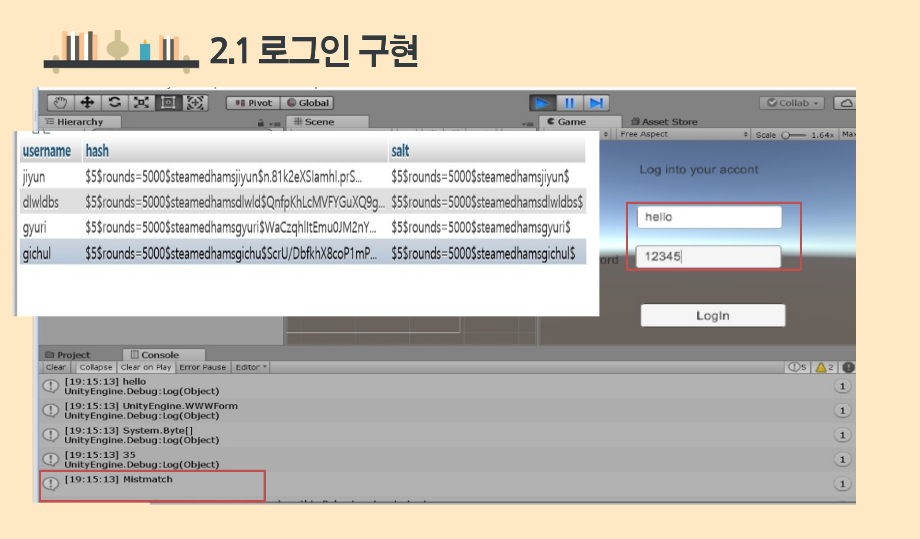 2.1 로그인 구현
Pivot Global Collab
Hierarchy Scene Game Asset Store
Free Aspect Scale 1.64x Max
username hash salt
jiyun $5$rounds=5000$steamedhamsjiyun$n.81k2eXSIamhI.prS... $5$rounds=5000$steamedhamsjiyun$
dlwldbs $5$rounds=5000$steamedhamsdlwld$QnfpKhLcMVFYGuXQ9g... $5$rounds=5000$steamedhamsdlwldbs$
gyuri $5$rounds=5000$steamedhamsgyuri$WaCzqhlItEmu0JM2nY... $5$rounds=5000$steamedhamsgyuri$
gichul $5$rounds=5000$steamedhamsgichu$ScrU/DbfkhX8coP1mP... $5$rounds=5000$steamedhamsgichul$
Log into your accont
hello
ord 12345
LogIn
Project Console
Clear Collapse Clear on Play Error Pause Editor 5 2
[19:15:13] hello
UnityEngine.Debug:Log(Object) 1
[19:15:13] UnityEngine.WWWForm
UnityEngine.Debug:Log(Object) 1
[19:15:13] System.Byte[]
UnityEngine.Debug:Log(Object) 1
[19:15:13] 35
UnityEngine.Debug:Log(Object) 1
[19:15:13] Mistmatch 1